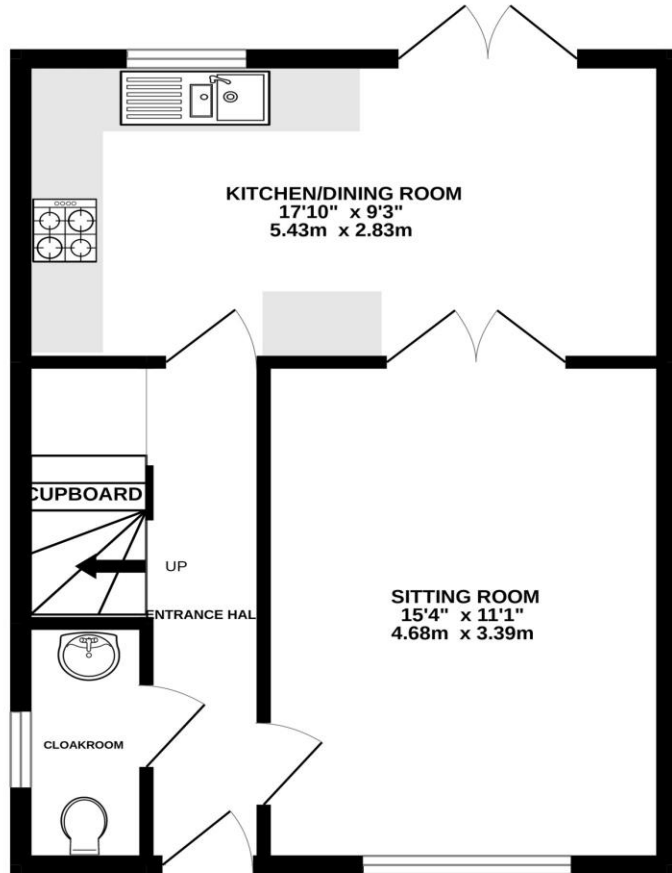 KITCHEN/DINING ROOM
17'10" x 9'3"
5.43m x 2.83m
CUPBOARD
UP
ENTRANCE HAL
SITTING ROOM
15'4" x 11'1"
4.68m x 3.39m
CLOAKROOM